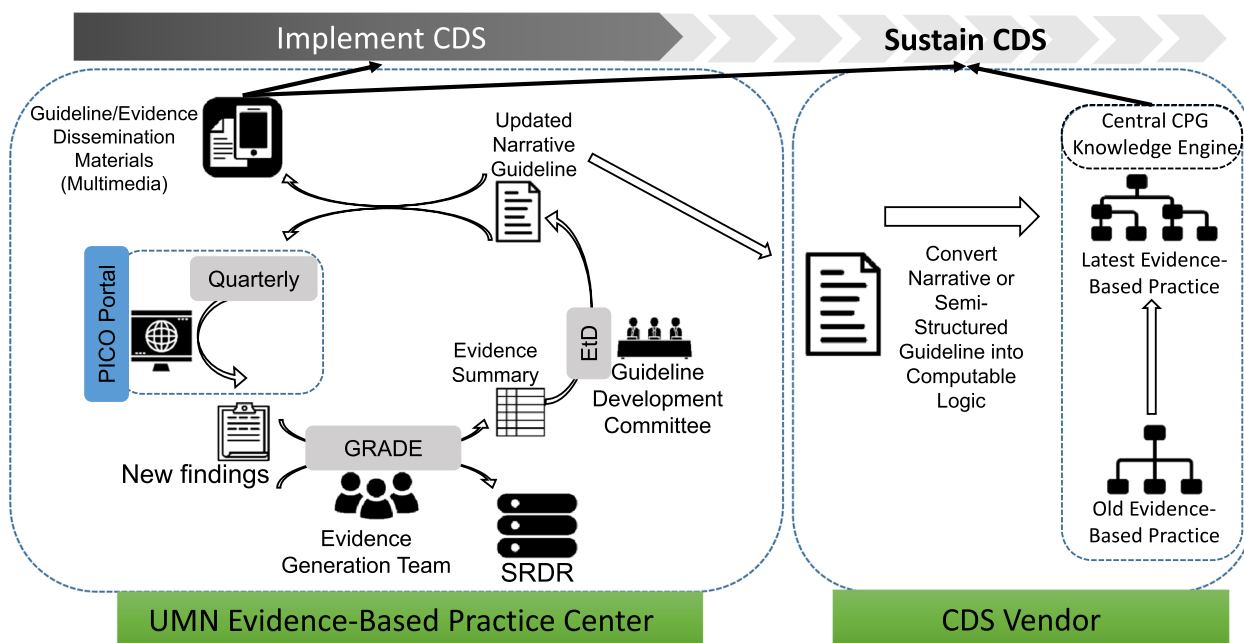 Implement CDS
Sustain CDS
Guideline/Evidence
Dissemination
Materials
(Multimedia)
Updated
Narrative
Guideline
PICO Portal
Quarterly
New findings
GRADE
Evidence
Generation Team
SRDR
Evidence
Summary
EtD
Guideline
Development
Committee
UMN Evidence-Based Practice Center
Convert
Narrative or
Semi-
Structured
Guideline into
Computable
Logic
Central CPG
Knowledge Engine
Latest Evidence-
Based Practice
Old Evidence-
Based Practice
CDS Vendor